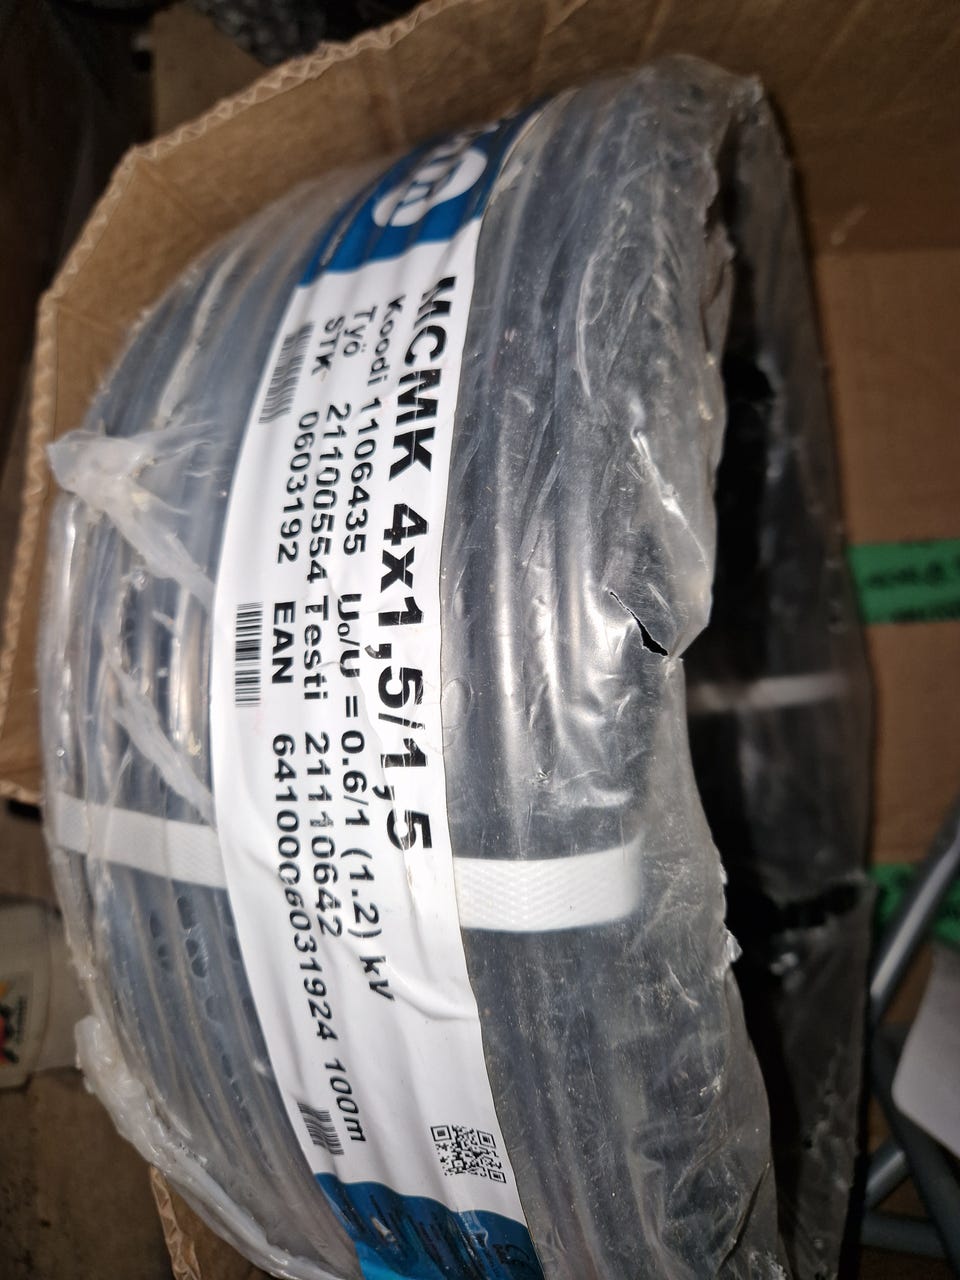 MCMK 4x1,5/1,5
Koodi 1106435 U₀/U = 0.6/1 (1.2) kV
Työ 21100554 Testi 21110642
STK 0603192 EAN 6410006031924 100m